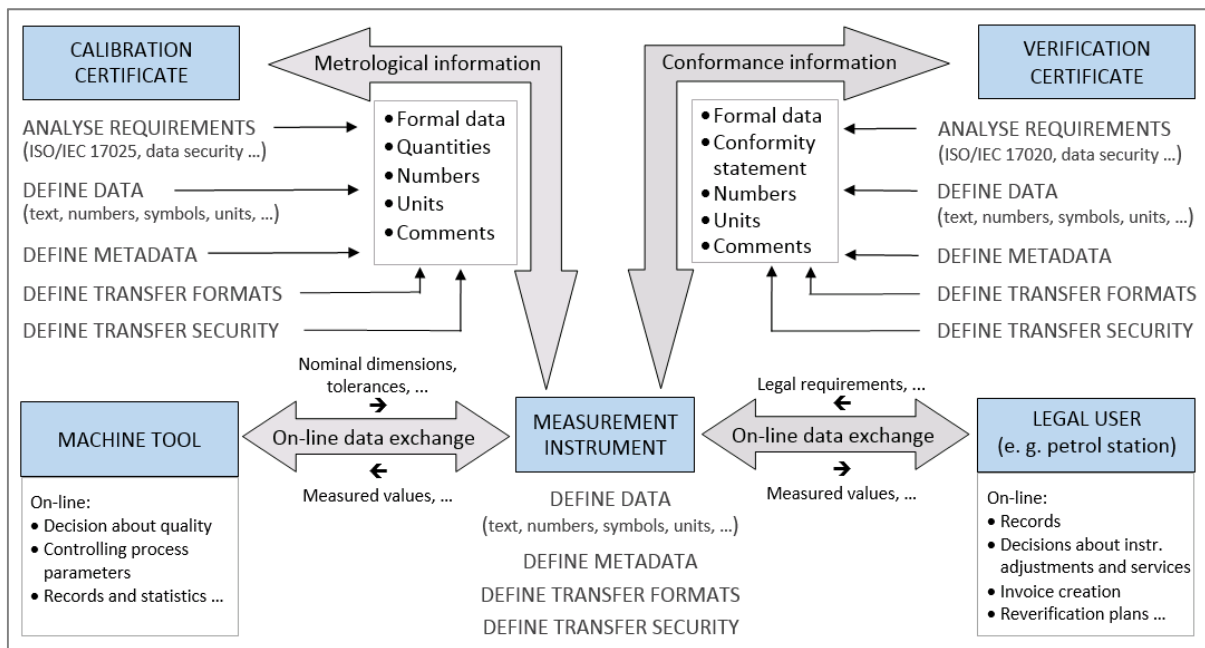 CALIBRATION
CERTIFICATE
Metrological information
Conformance information
VERIFICATION
CERTIFICATE
ANALYSE REQUIREMENTS
(ISO/IEC 17025, data security ...)
DEFINE DATA
(text, numbers, symbols, units, ...)
DEFINE METADATA
DEFINE TRANSFER FORMATS
DEFINE TRANSFER SECURITY
• Formal data
• Quantities
• Numbers
• Units
• Comments
• Formal data
• Conformity
statement
• Numbers
• Units
• Comments
ANALYSE REQUIREMENTS
(ISO/IEC 17020, data security ...)
DEFINE DATA
(text, numbers, symbols, units, ...)
DEFINE METADATA
DEFINE TRANSFER FORMATS
DEFINE TRANSFER SECURITY
MACHINE TOOL
Nominal dimensions,
tolerances, ...
On-line data exchange
Measured values, ...
MEASUREMENT
INSTRUMENT
Legal requirements, ...
On-line data exchange
Measured values, ...
LEGAL USER
(e. g. petrol station)
On-line:
• Decision about quality
• Controlling process
parameters
• Records and statistics ...
DEFINE DATA
(text, numbers, symbols, units, ...)
DEFINE METADATA
DEFINE TRANSFER FORMATS
DEFINE TRANSFER SECURITY
On-line:
• Records
• Decisions about instr.
adjustments and services
• Invoice creation
• Reverification plans ...